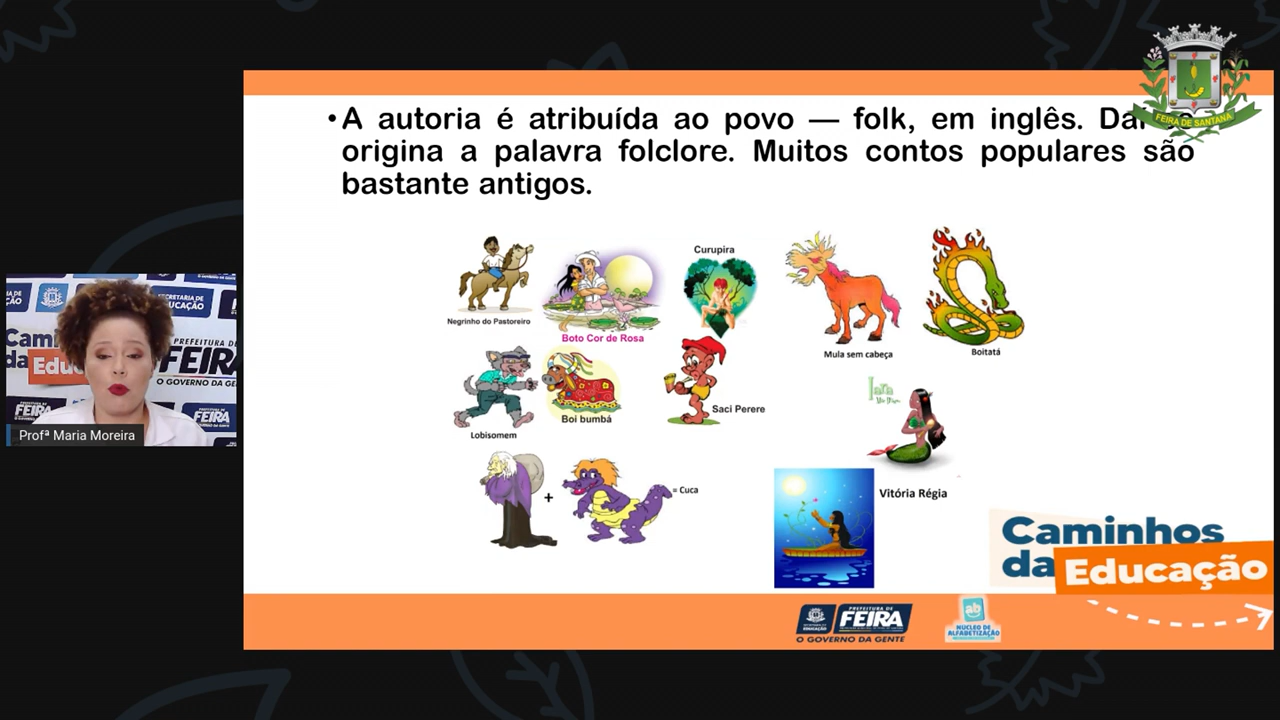 • A autoria é atribuída ao povo — folk, em inglês.
origina a palavra folclore. Muitos contos populares são
bastante antigos.
FEIRA DE SANTANA
Curupira
Negrinho do Pastoreiro
Boto Cor de Rosa
Mula sem cabeça
Boitatá
Lobisomem
Boi bumbá
Saci Perere
Iara
+
= Cuca
Vitória Régia
SECRETARIA DE
EDUCAÇÃO
PREFEITURA DE
FEIRA
O GOVERNO DA GENTE
Profª Maria Moreira
Caminhos
da Educação
PREFEITURA DE
FEIRA
EDUCAÇÃO
O GOVERNO DA GENTE
ab
NÚCLEO DE
ALFABETIZAÇÃO